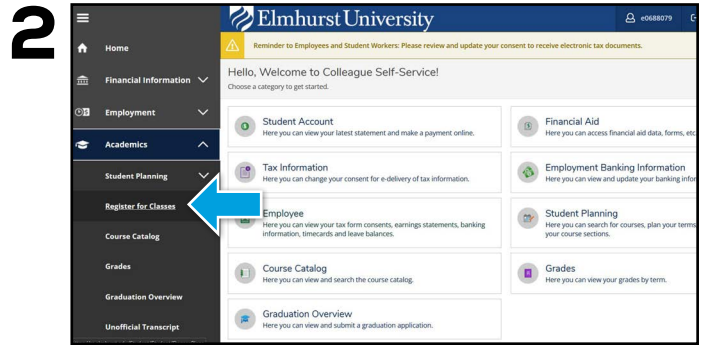 2
Elmhurst University
e0688079
Reminder to Employees and Student Workers: Please review and update your consent to receive electronic tax documents.
Home
Financial Information
Employment
Academics
Student Planning
Register for Classes
Course Catalog
Grades
Graduation Overview
Unofficial Transcript
Hello, Welcome to Colleague Self-Service!
Choose a category to get started.
Student Account
Here you can view your latest statement and make a payment online.
Financial Aid
Here you can access financial aid data, forms, etc
Tax Information
Here you can change your consent for e-delivery of tax information.
Employment Banking Information
Here you can view and update your banking infor
Employee
Here you can view your tax form consents, earnings statements, banking
information, timecards and leave balances.
Student Planning
Here you can search for courses, plan your terms
your course sections.
Course Catalog
Here you can view and search the course catalog.
Grades
Here you can view your grades by term.
Graduation Overview
Here you can view and submit a graduation application.